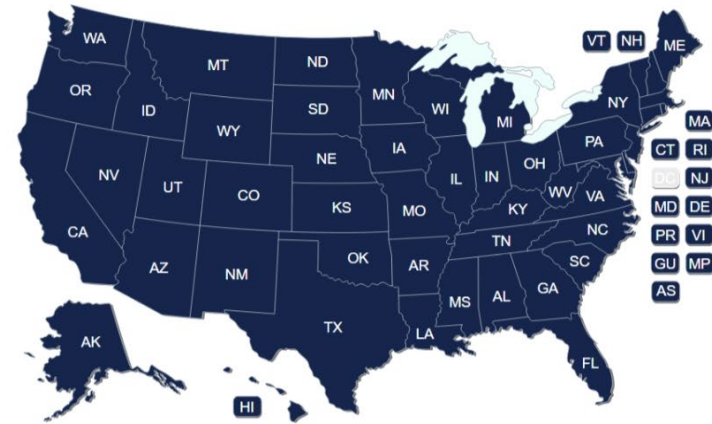 WA
MT
ND
MN
VT NH
ME
OR
ID
SD
WI
MI
NY
MA
WY
IA
PA
CT RI
NE
IL
IN
OH
DC NJ
NV
UT
CO
KS
MO
KY
WV
VA
MD DE
CA
TN
NC
PR VI
AZ
NM
OK
AR
SC
GU MP
MS
AL
GA
AS
TX
LA
AK
FL
HI